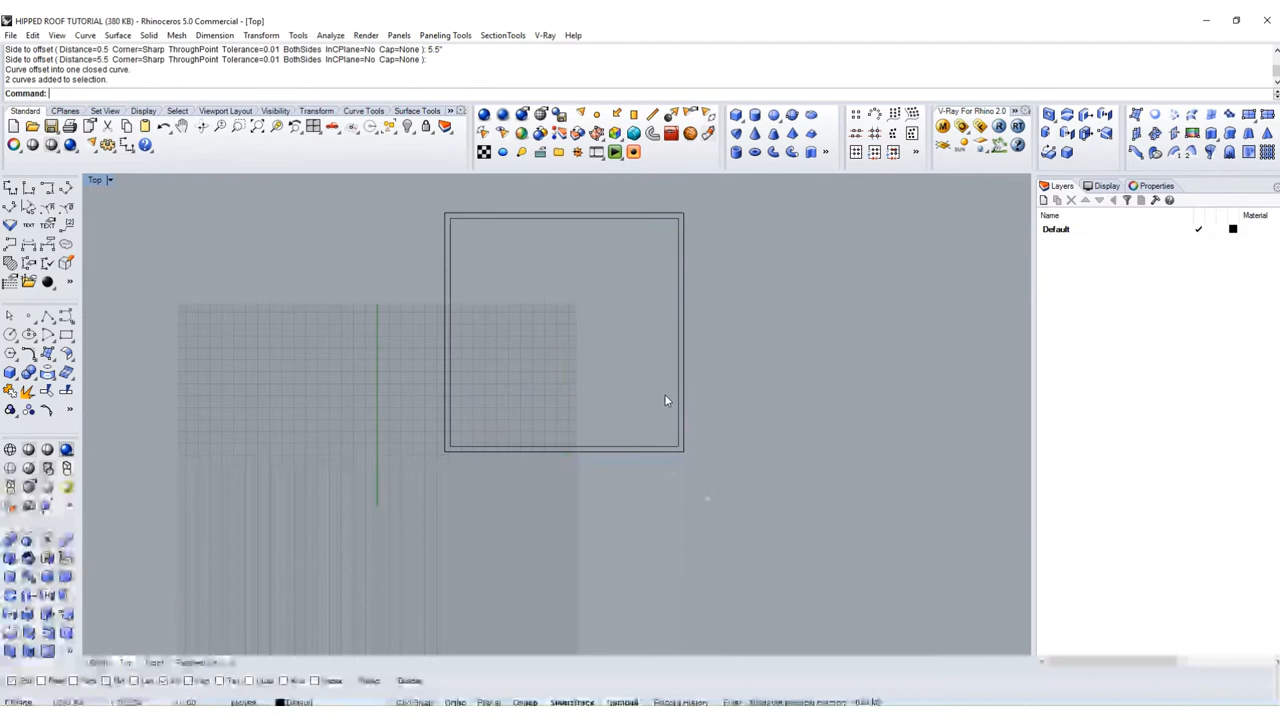 HIPPED ROOF TUTORIAL (380 KB) - Rhinoceros 5.0 Commercial - [Top]
File Edit View Curve Surface Solid Mesh Dimension Transform Tools Analyze Render Panels Paneling Tools SectionTools V-Ray Help
Side to offset ( Distance=0.5 Corner=Sharp ThroughPoint Tolerance=0.01 BothSides InCPlane=No Cap=None ): 5.5"
Side to offset ( Distance=5.5 Corner=Sharp ThroughPoint Tolerance=0.01 BothSides InCPlane=No Cap=None ):
Curve offset into one closed curve.
2 curves added to selection.
Command:
Standard CPlanes Set View Display Select Viewport Layout Visibility Transform Curve Tools Surface Tools »
V-Ray For Rhino 2.0 »
Top
Layers Display Properties
Name Material
Default